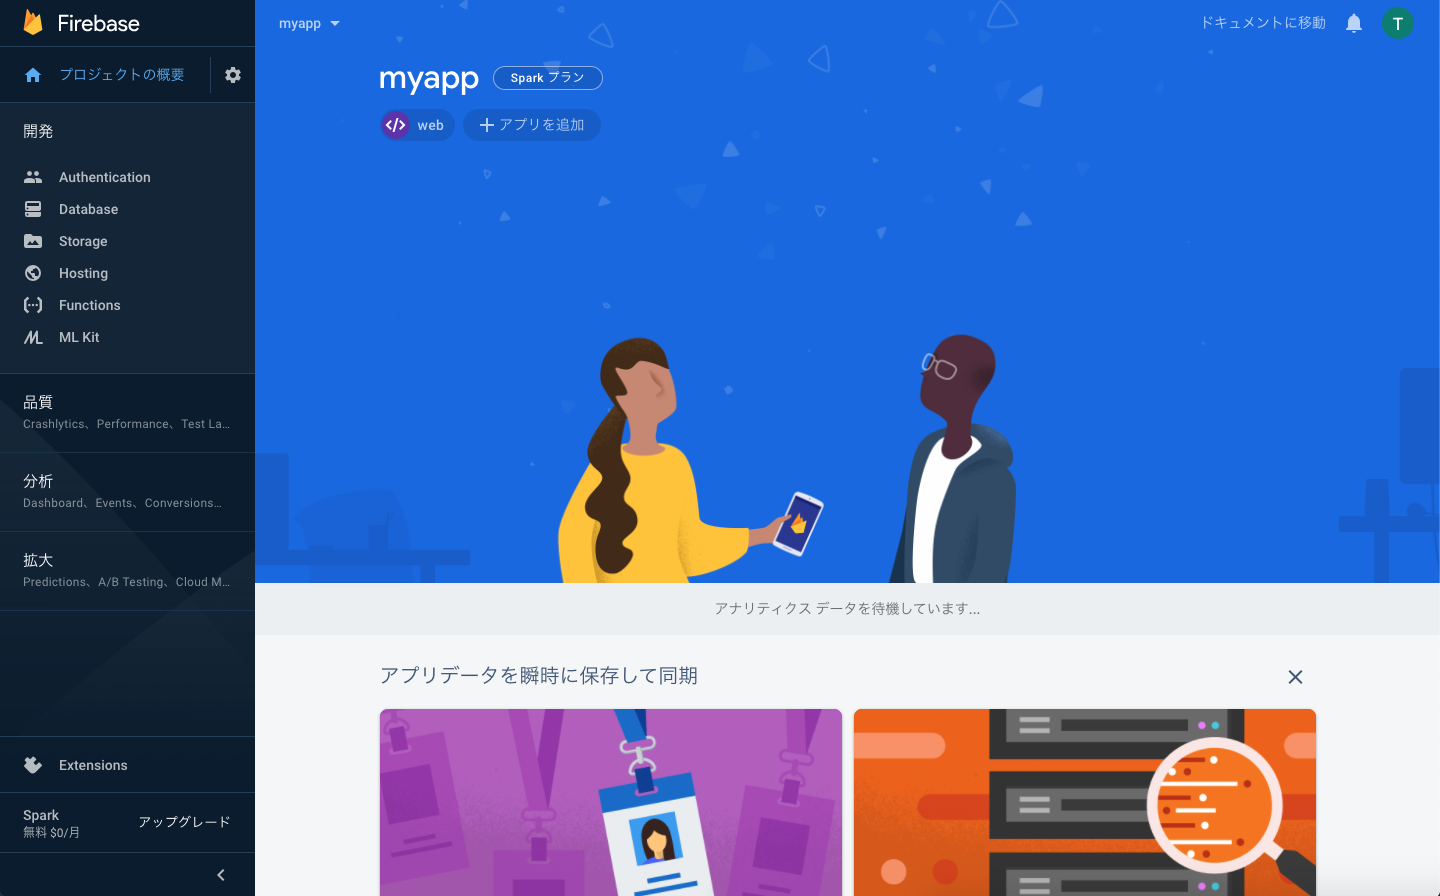 Firebase
プロジェクトの概要
開発
Authentication
Database
Storage
Hosting
Functions
ML Kit
品質
Crashlytics、Performance、Test La...
分析
Dashboard、Events、Conversions...
拡大
Predictions、A/B Testing、Cloud M...
Extensions
Spark
無料 $0/月
アップグレード
myapp
ドキュメントに移動
T
myapp
Spark プラン
web
アプリを追加
アナリティクス データを待機しています...
アプリデータを瞬時に保存して同期